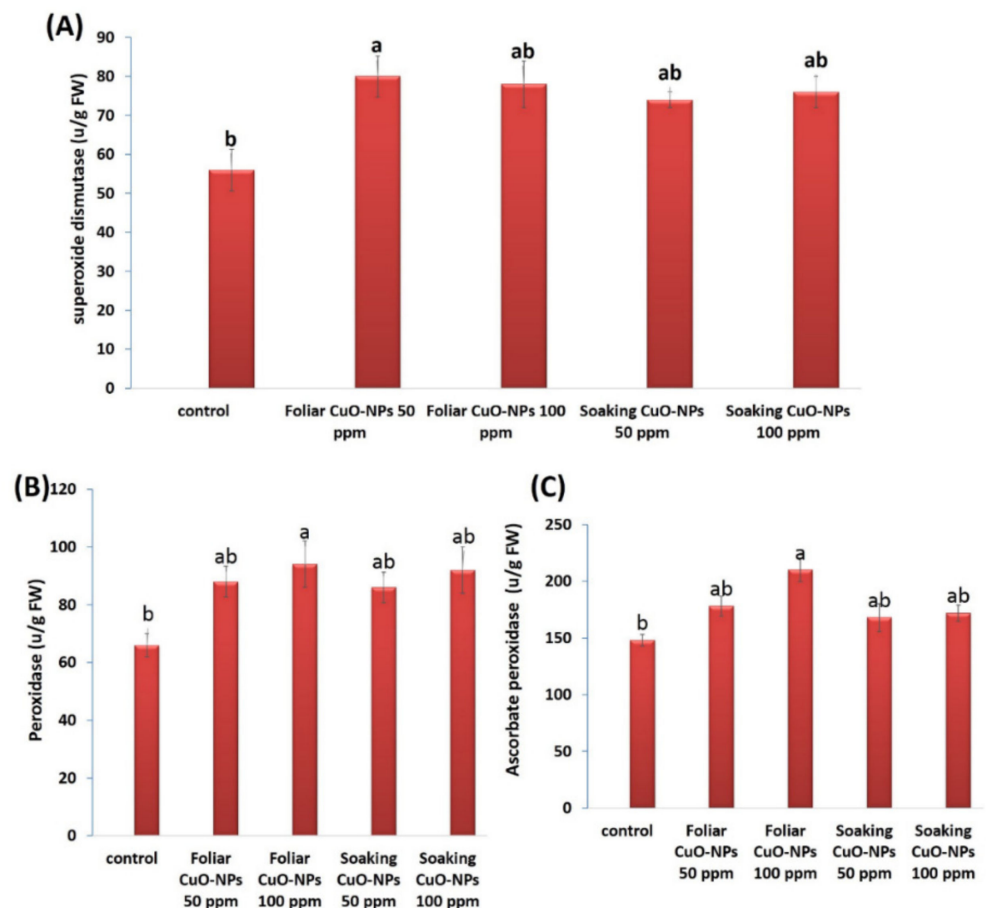 (A)
superoxide dismutase (u/g FW)
90
80
70
60
50
40
30
20
10
0
b
a
ab
ab
ab
control
Foliar CuO-NPs 50
ppm
Foliar CuO-NPs 100
ppm
Soaking CuO-NPs
50 ppm
Soaking CuO-NPs
100 ppm
(B)
Peroxidase (u/g FW)
120
100
80
60
40
20
0
b
ab
a
ab
ab
control
Foliar
CuO-NPs
50 ppm
Foliar
CuO-NPs
100 ppm
Soaking
CuO-NPs
50 ppm
Soaking
CuO-NPs
100 ppm
(C)
Ascorbate peroxidase (u/g FW)
250
200
150
100
50
0
b
ab
a
ab
ab
control
Foliar
CuO-NPs
50 ppm
Foliar
CuO-NPs
100 ppm
Soaking
CuO-NPs
50 ppm
Soaking
CuO-NPs
100 ppm